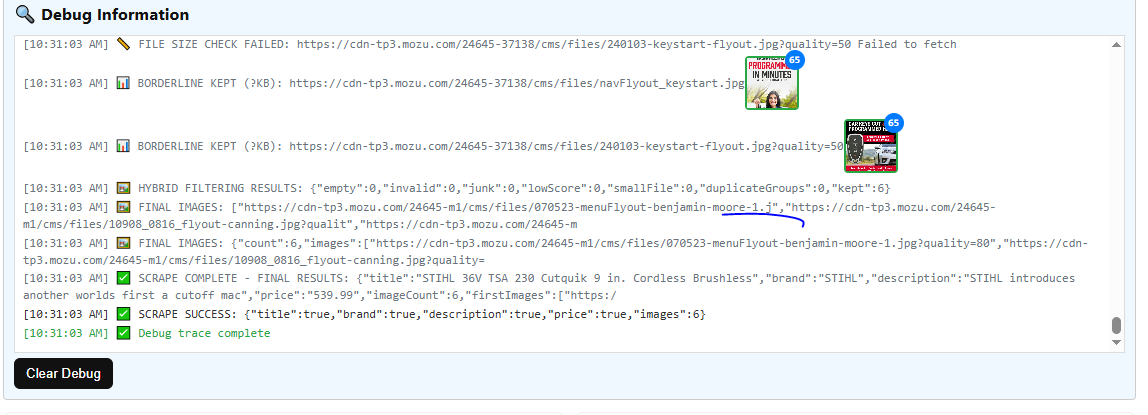 🔍 Debug Information
[10:31:03 AM] 📏 FILE SIZE CHECK FAILED: https://cdn-tp3.mozu.com/24645-37138/cms/files/240103-keystart-flyout.jpg?quality=50 Failed to fetch
PROGRAMMED
IN MINUTES
65
[10:31:03 AM] 📊 BORDERLINE KEPT (?KB): https://cdn-tp3.mozu.com/24645-37138/cms/files/navFlyout_keystart.jpg
65
[10:31:03 AM] 📊 BORDERLINE KEPT (?KB): https://cdn-tp3.mozu.com/24645-37138/cms/files/240103-keystart-flyout.jpg?quality=50
[10:31:03 AM] 🖼️ HYBRID FILTERING RESULTS: {"empty":0,"invalid":0,"junk":0,"lowScore":0,"smallFile":0,"duplicateGroups":0,"kept":6}
[10:31:03 AM] 🖼️ FINAL IMAGES: ["https://cdn-tp3.mozu.com/24645-m1/cms/files/070523-menuFlyout-benjamin-moore-1.j","https://cdn-tp3.mozu.com/24645-
m1/cms/files/10908_0816_flyout-canning.jpg?qualit","https://cdn-tp3.mozu.com/24645-m
[10:31:03 AM] 🖼️ FINAL IMAGES: {"count":6,"images":["https://cdn-tp3.mozu.com/24645-m1/cms/files/070523-menuFlyout-benjamin-moore-1.jpg?quality=80","https://cdn-
tp3.mozu.com/24645-m1/cms/files/10908_0816_flyout-canning.jpg?quality=
[10:31:03 AM] ✅ SCRAPE COMPLETE - FINAL RESULTS: {"title":"STIHL 36V TSA 230 Cutquik 9 in. Cordless Brushless","brand":"STIHL","description":"STIHL introduces
another worlds first a cutoff mac","price":"539.99","imageCount":6,"firstImages":["https:/
[10:31:03 AM] ✅ SCRAPE SUCCESS: {"title":true,"brand":true,"description":true,"price":true,"images":6}
[10:31:03 AM] ✅ Debug trace complete
Clear Debug